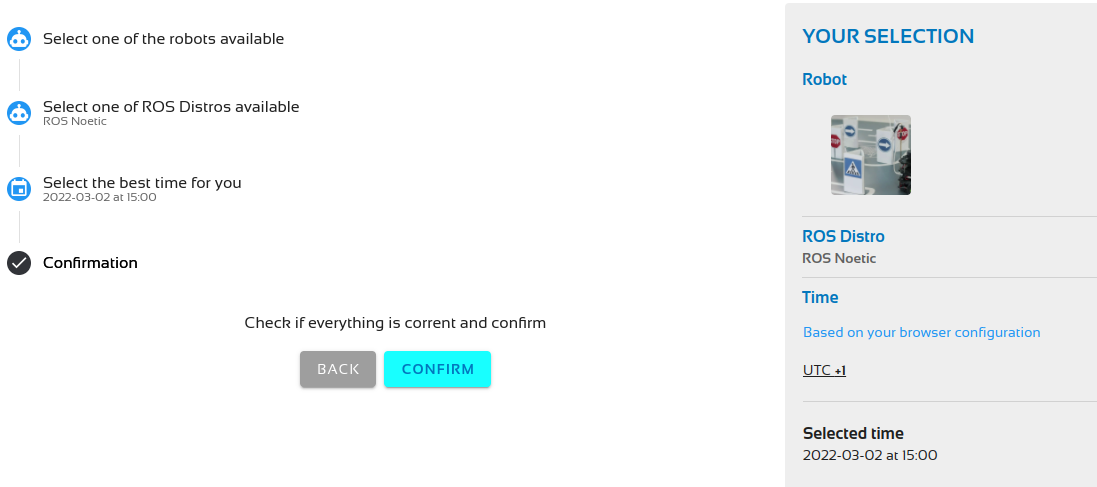 Select one of the robots available
Select one of ROS Distros available
ROS Noetic
Select the best time for you
2022-03-02 at 15:00
Confirmation
Check if everything is corrent and confirm
BACK
CONFIRM
YOUR SELECTION
Robot
STOP
STOP
ROS Distro
ROS Noetic
Time
Based on your browser configuration
UTC +1
Selected time
2022-03-02 at 15:00